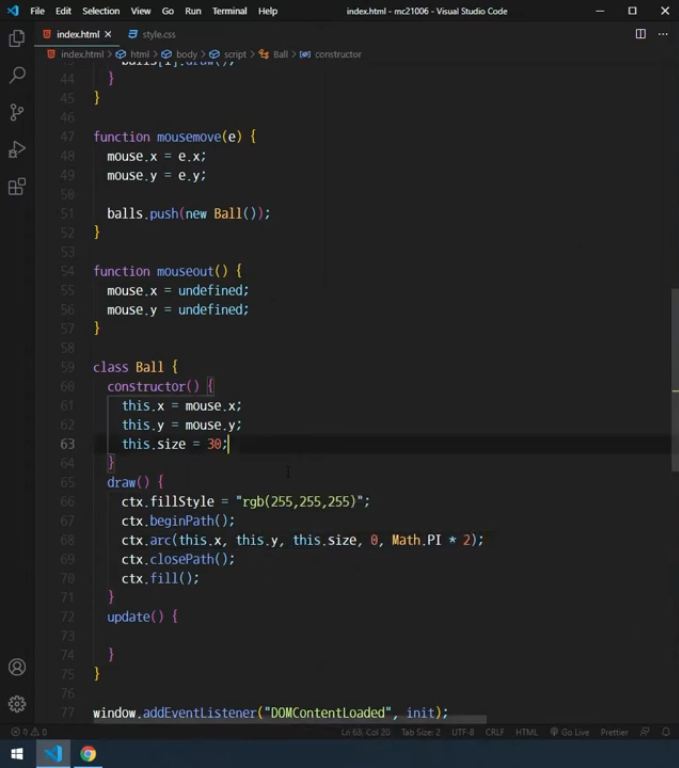 File Edit Selection View Go Run Terminal Help index.html - mc21006 - Visual Studio Code
index.html style.css
index.html > html > body > script > Ball > constructor
43 balls[i].draw();
44 }
45 }
46
47 function mousemove(e) {
48 mouse.x = e.x;
49 mouse.y = e.y;
50
51 balls.push(new Ball());
52 }
53
54 function mouseout() {
55 mouse.x = undefined;
56 mouse.y = undefined;
57 }
58
59 class Ball {
60 constructor() {
61 this.x = mouse.x;
62 this.y = mouse.y;
63 this.size = 30;
64 }
65 draw() {
66 ctx.fillStyle = "rgb(255,255,255)";
67 ctx.beginPath();
68 ctx.arc(this.x, this.y, this.size, 0, Math.PI * 2);
69 ctx.closePath();
70 ctx.fill();
71 }
72 update() {
73
74 }
75 }
76
77 window.addEventListener("DOMContentLoaded", init);
0 0 Ln 63, Col 20 Tab Size: 2 UTF-8 CRLF HTML Go Live Prettier